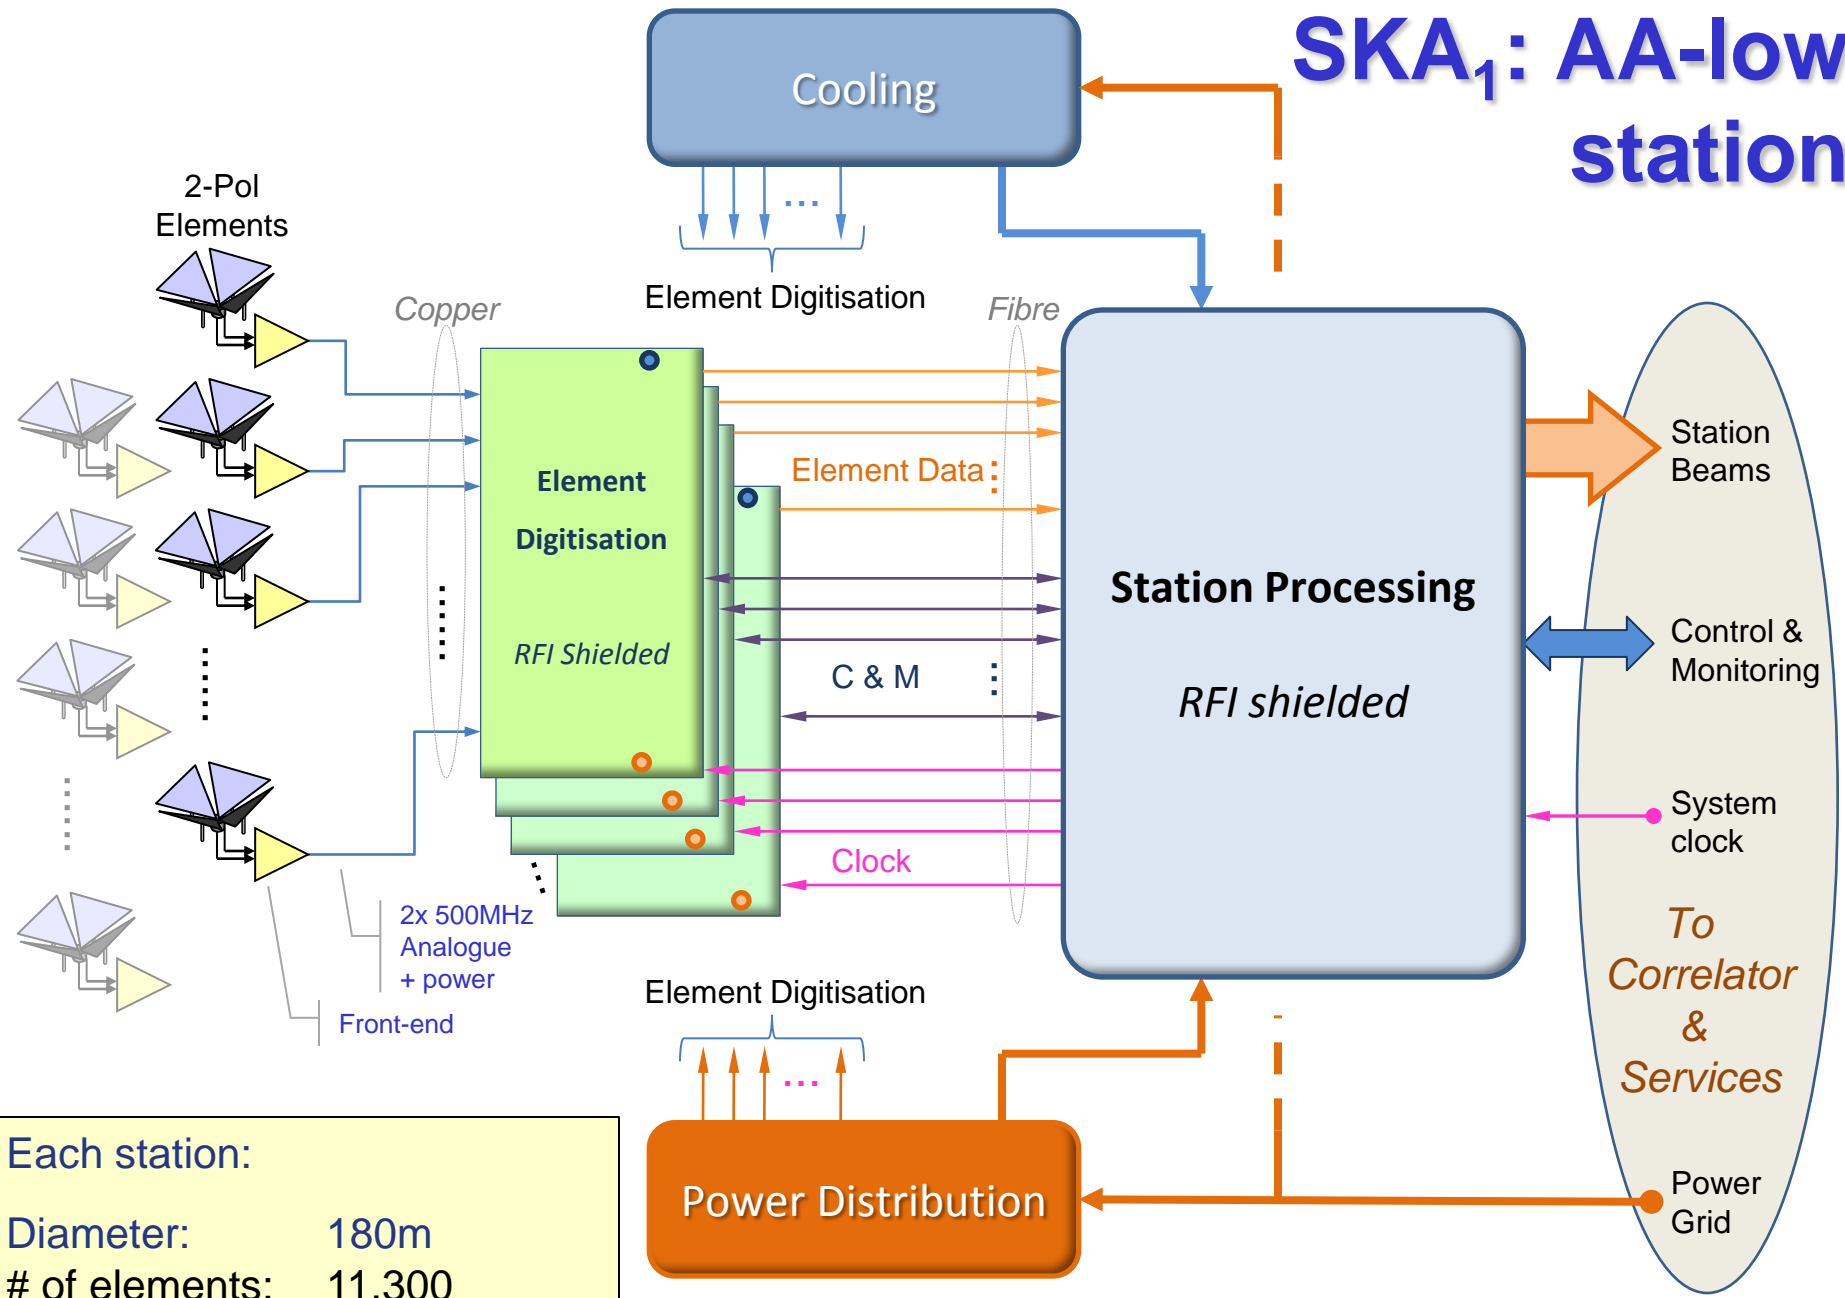 SKA1: AA-low
station
Cooling
2-Pol
Elements
Element Digitisation
Copper
Fibre
Element
Digitisation
RFI Shielded
Element Data
C & M
Clock
Station Processing
RFI shielded
Station
Beams
Control &
Monitoring
System
clock
To
Correlator
&
Services
Power
Grid
2x 500MHz
Analogue
+ power
Front-end
Element Digitisation
Power Distribution
Each station:
Diameter: 180m
# of elements: 11,300